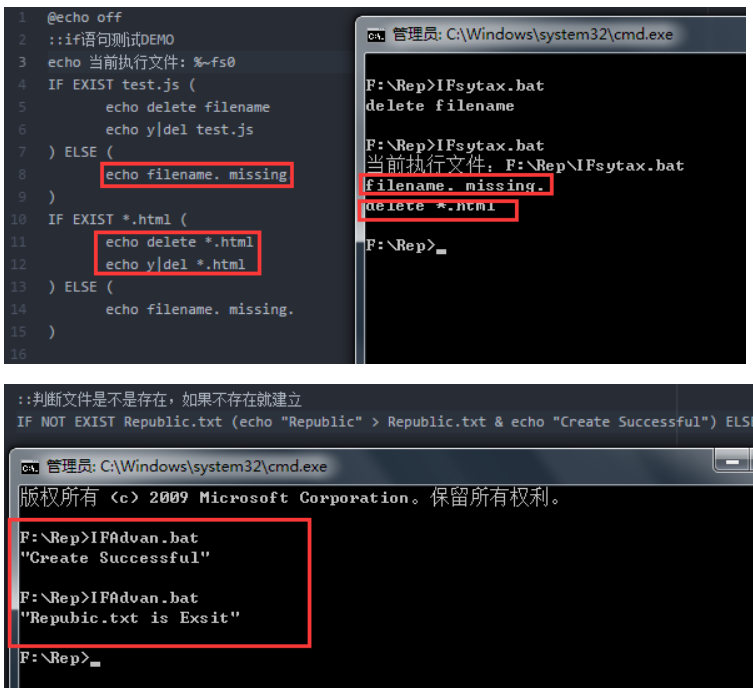 1 @echo off
2 ::if语句测试DEMO
3 echo 当前执行文件: %~fs0
4 IF EXIST test.js (
5 echo delete filename
6 echo y|del test.js
7 ) ELSE (
8 echo filename. missing
9 )
10 IF EXIST *.html (
11 echo delete *.html
12 echo y|del *.html
13 ) ELSE (
14 echo filename. missing.
15 )
16
管理员: C:\Windows\system32\cmd.exe
F:\Rep>IFsytax.bat
delete filename
F:\Rep>IFsytax.bat
当前执行文件: F:\Rep\IFsytax.bat
filename. missing.
delete *.html
F:\Rep>_
::判断文件是不是存在，如果不存在就建立
IF NOT EXIST Republic.txt (echo "Republic" > Republic.txt & echo "Create Successful") ELS
管理员: C:\Windows\system32\cmd.exe
版权所有 (c) 2009 Microsoft Corporation。保留所有权利。
F:\Rep>IFAdvan.bat
"Create Successful"
F:\Rep>IFAdvan.bat
"Repubic.txt is Exsit"
F:\Rep>_